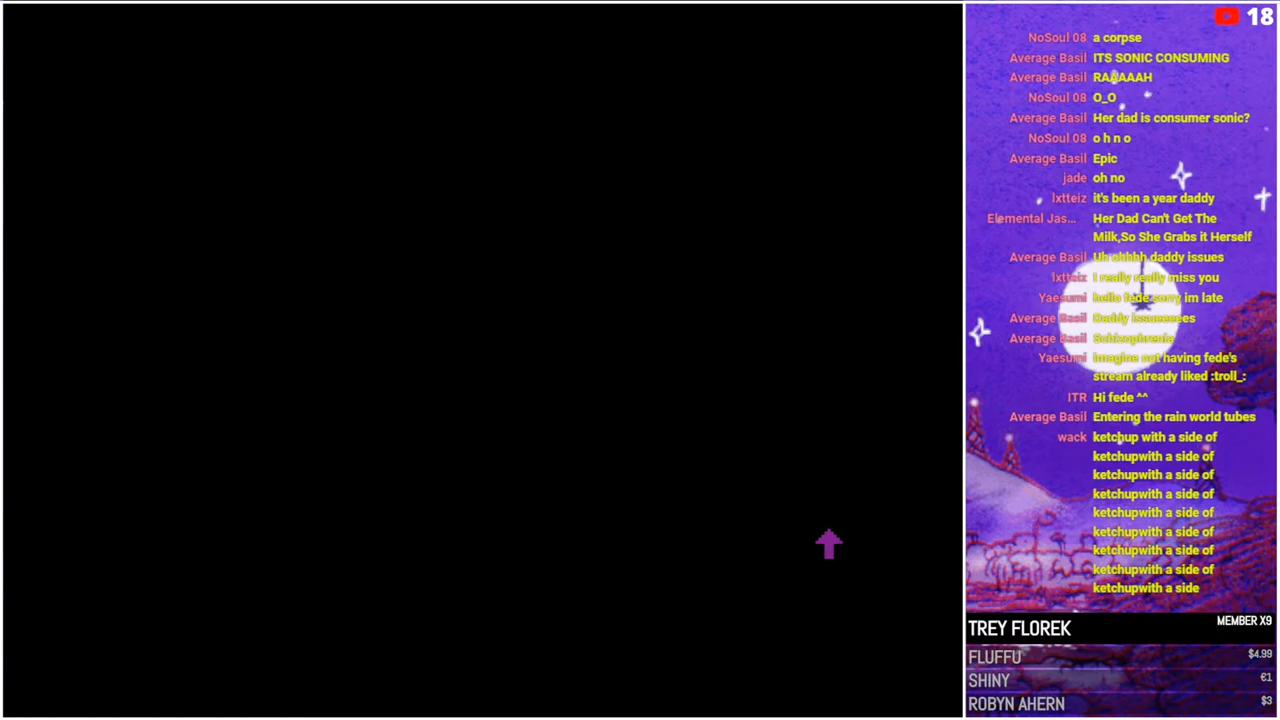 18
NoSoul 08 a corpse
Average Basil ITS SONIC CONSUMING
Average Basil RAAAAAH
NoSoul 08 O_O
Average Basil Her dad is consumer sonic?
NoSoul 08 o h n o
Average Basil Epic
jade oh no
lxtteiz it's been a year daddy
Elemental Jas... Her Dad Can't Get The
Milk,So She Grabs it Herself
Average Basil Uh ohhhh daddy issues
lxtteiz I really really miss you
Yaesumi hello fede sorry im late
Average Basil Daddy issueeeees
Average Basil Schizophrenia
Yaesumi Imagine not having fede's
stream already liked :troll_:
ITR Hi fede ^^
Average Basil Entering the rain world tubes
wack ketchup with a side of
ketchupwith a side of
ketchupwith a side of
ketchupwith a side of
ketchupwith a side of
ketchupwith a side of
ketchupwith a side of
ketchupwith a side of
ketchupwith a side
TREY FLOREK MEMBER X9
FLUFFU $4.99
SHINY €1
ROBYN AHERN $3